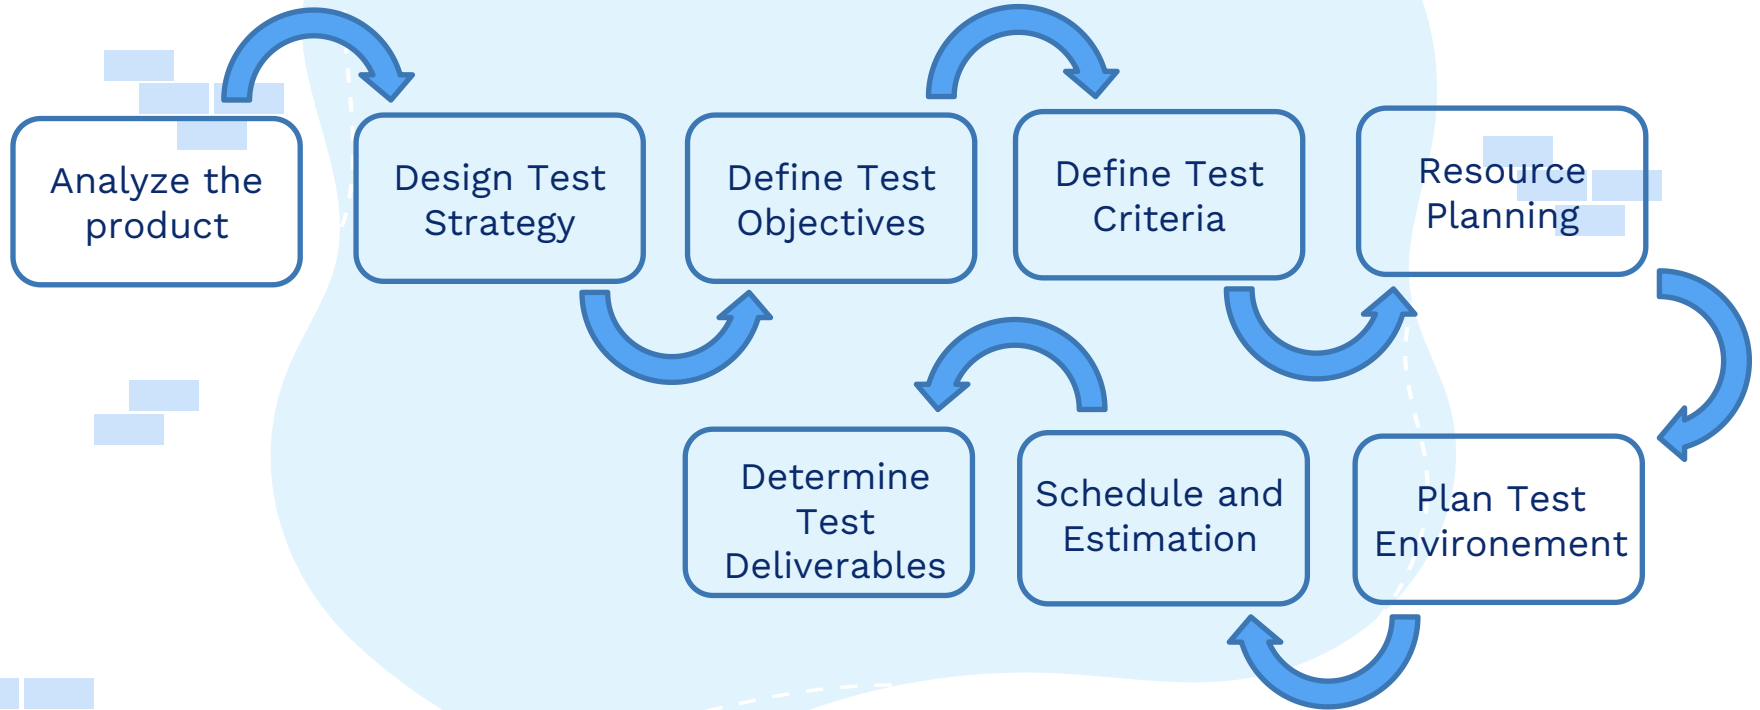 Analyze the
product
Design Test
Strategy
Define Test
Objectives
Define Test
Criteria
Resource
Planning
Plan Test
Environement
Schedule and
Estimation
Determine
Test
Deliverables